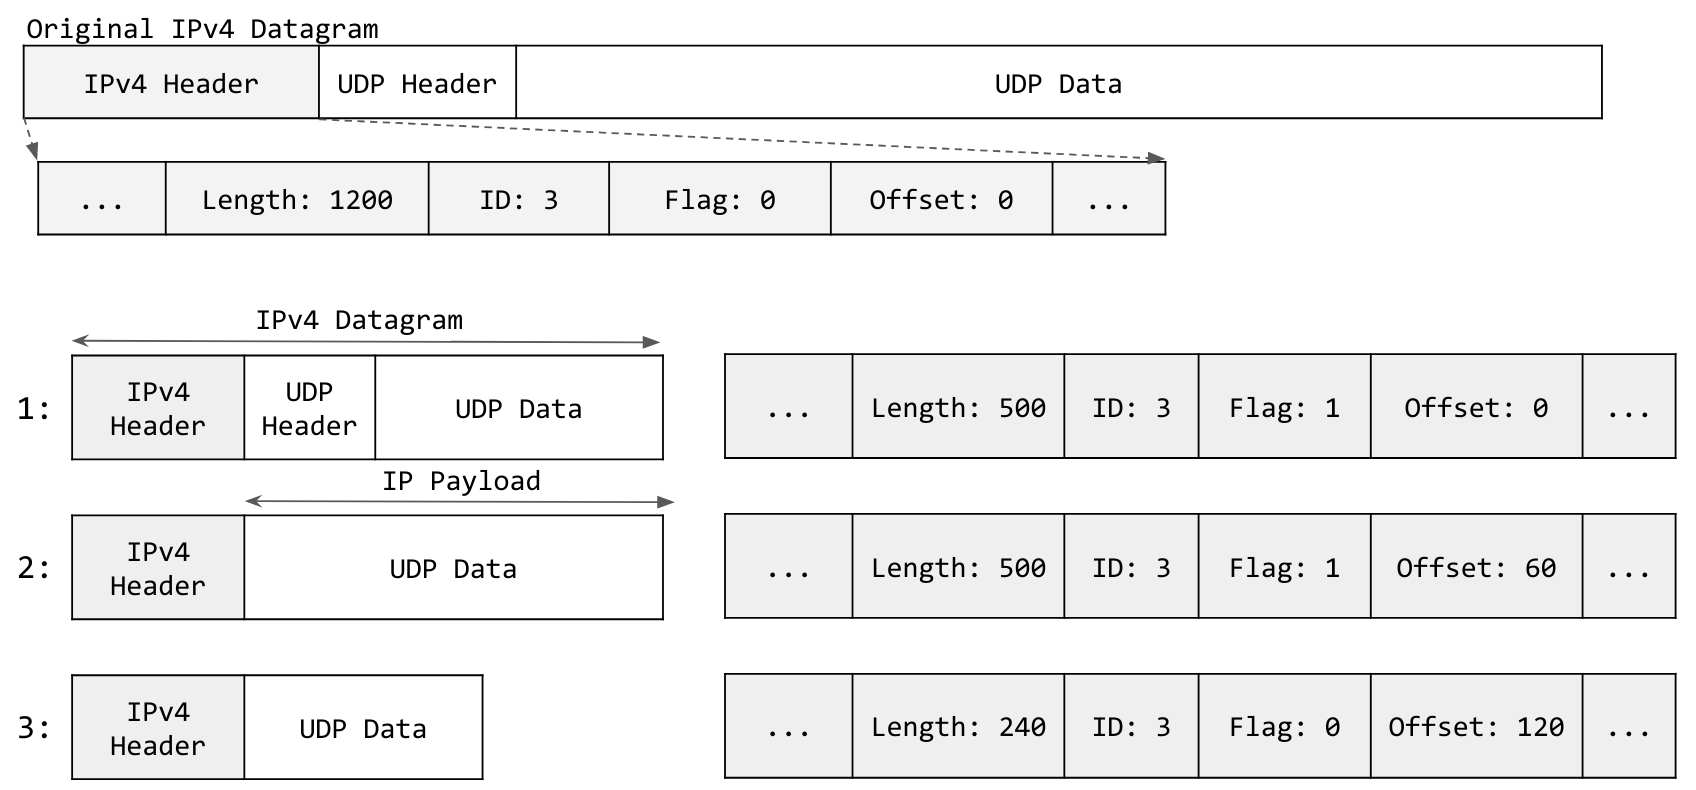 Original IPv4 Datagram
IPv4 Header UDP Header UDP Data
... Length: 1200 ID: 3 Flag: 0 Offset: 0 ...
IPv4 Datagram
1:
IPv4
Header
UDP
Header
UDP Data
... Length: 500 ID: 3 Flag: 1 Offset: 0 ...
IP Payload
2:
IPv4
Header
UDP Data
... Length: 500 ID: 3 Flag: 1 Offset: 60 ...
3:
IPv4
Header
UDP Data
... Length: 240 ID: 3 Flag: 0 Offset: 120 ...